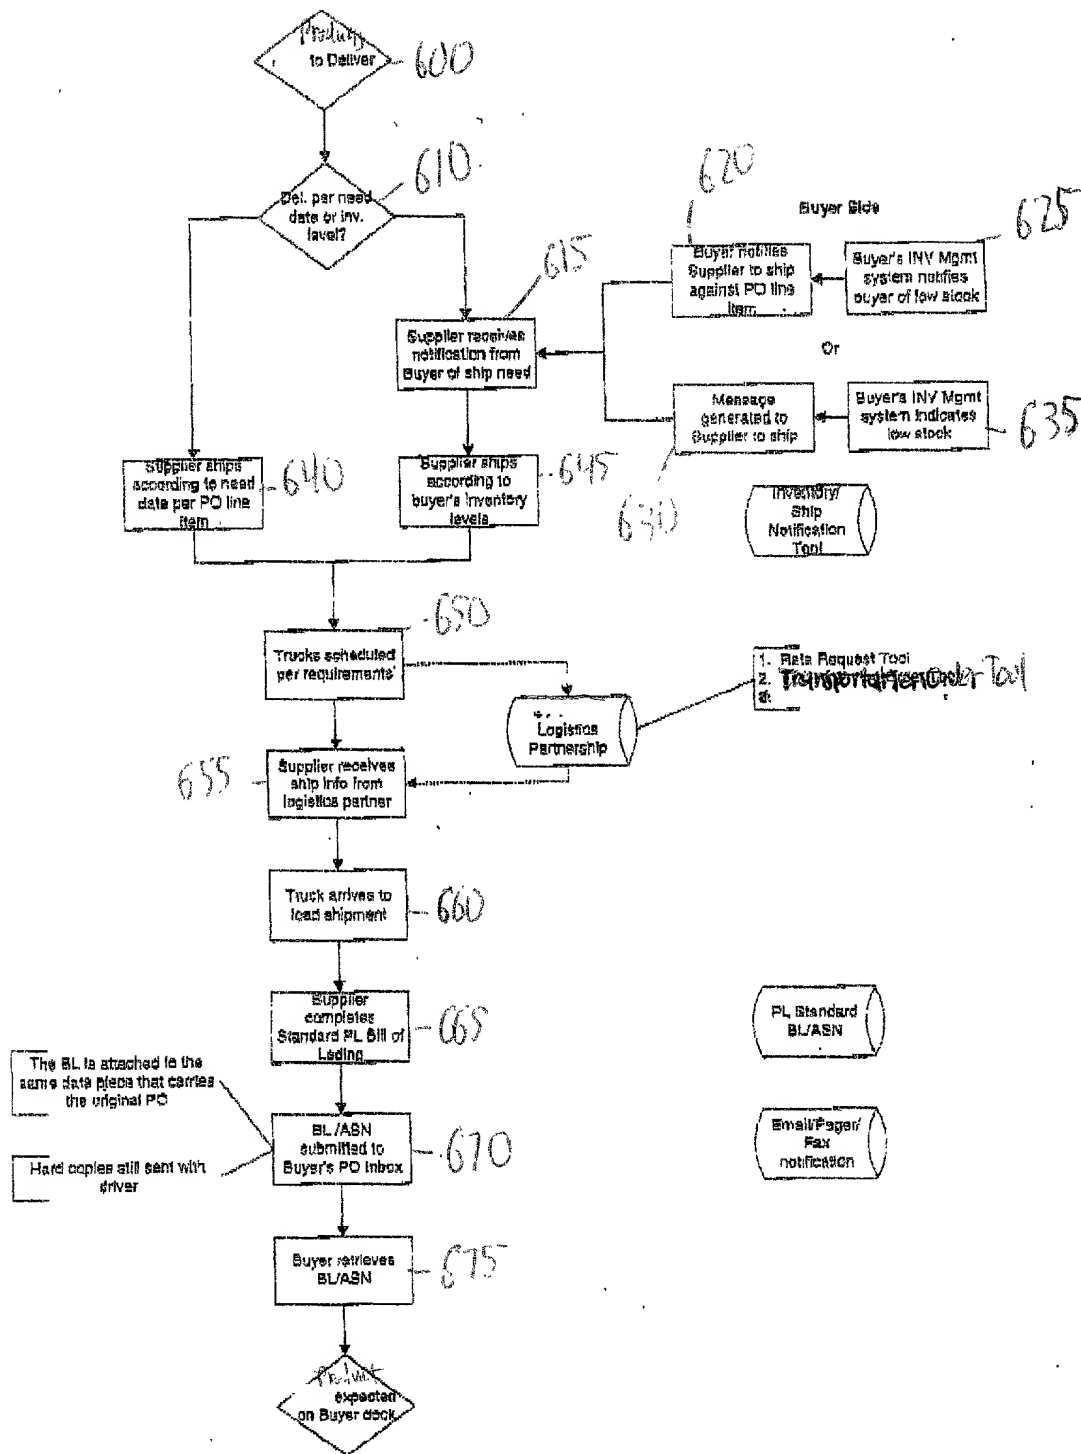 to Deliver
600
610
Del. per need
date or inv.
level?
615
Supplier receives
notification from
Buyer of ship need
620
Buyer Side
625
Buyer notifies
Supplier to ship
against PO line
item
Buyer's INV Mgmt
system notifies
buyer of low stock
Or
Message
generated to
Supplier to ship
630
Buyer's INV Mgmt
system indicates
low stock
635
Inventory/
Ship
Notification
Tool
Supplier ships
according to need
date per PO line
item
640
Supplier ships
according to
buyer's inventory
levels
645
650
Trucks scheduled
per requirements
Logistics
Partnership
1. Rate Request Tool
2. Transportation Order Tool
3.
655
Supplier receives
ship info from
logistics partner
Truck arrives to
load shipment
660
Supplier
completes
Standard PL Bill of
Lading
665
PL Standard
BL/ASN
The BL is attached to the
same data piece that carries
the original PO
Hard copies still sent with
driver
BL/ASN
submitted to
Buyer's PO Inbox
670
Email/Pager/
Fax
notification
Buyer retrieves
BL/ASN
675
Product
expected
on Buyer dock